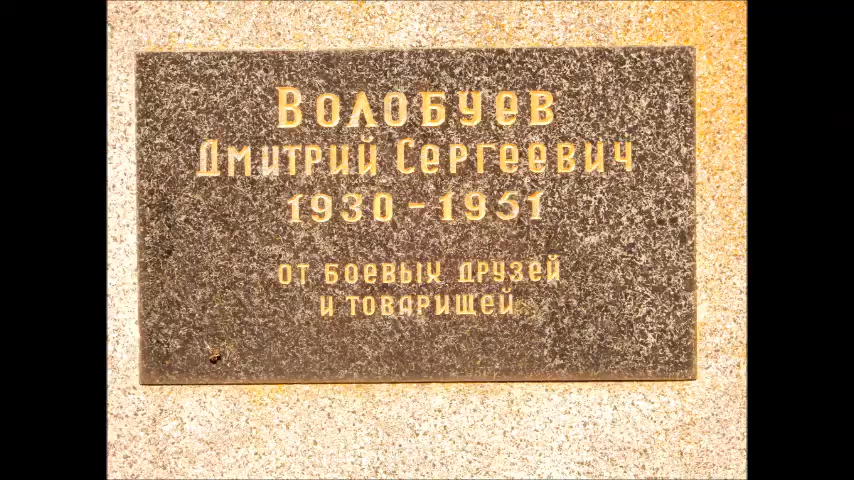 Волобуев
Дмитрий Сергеевич
1930-1951
от боевых друзей
и товарищей